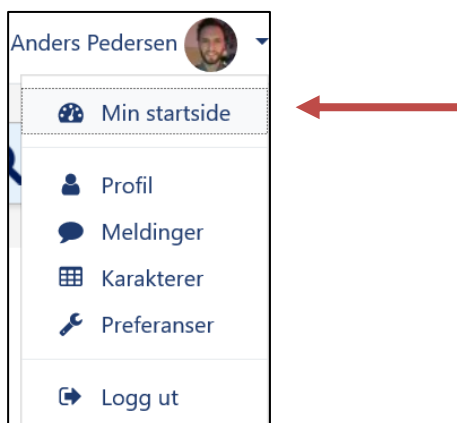 Anders Pedersen
Min startside
Profil
Meldinger
Karakterer
Preferanser
Logg ut